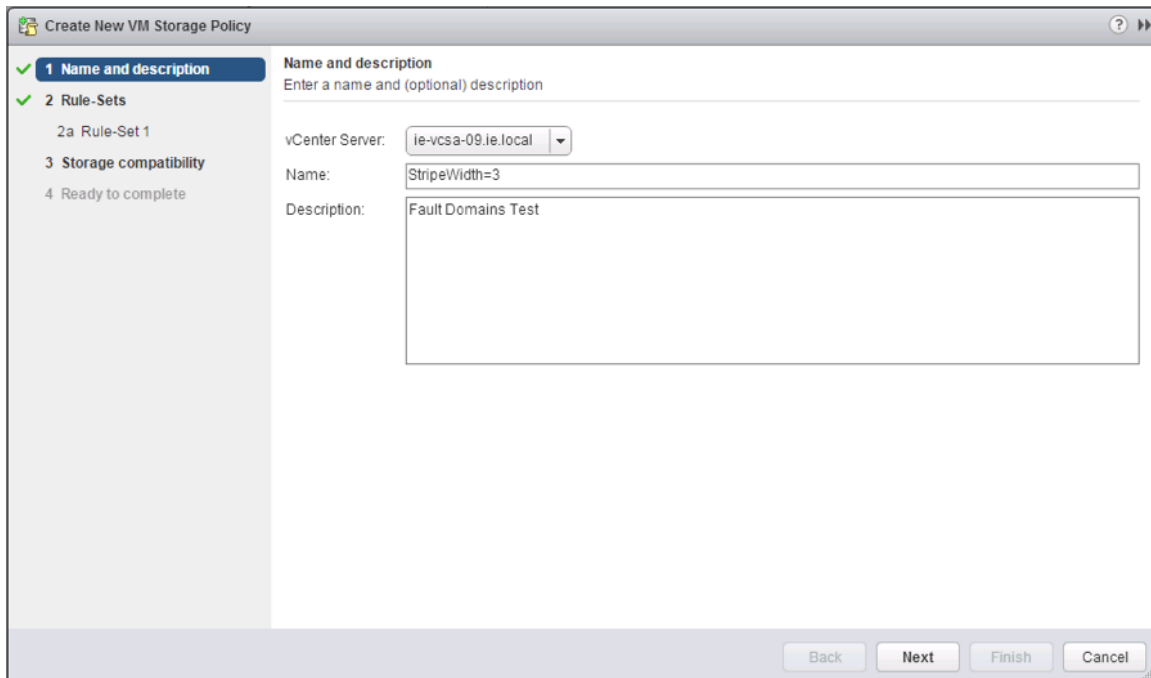 Create New VM Storage Policy
?
1 Name and description
2 Rule-Sets
2a Rule-Set 1
3 Storage compatibility
4 Ready to complete
Name and description
Enter a name and (optional) description
vCenter Server: ie-vcsa-09.ie.local
Name: StripeWidth=3
Description: Fault Domains Test
Back Next Finish Cancel